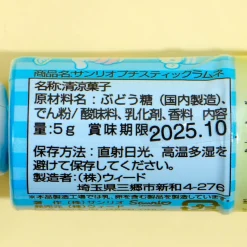 商品名:サンリオプチスティックラムネ
名称:清涼菓子
原材料名:ぶどう糖(国内製造)、
でん粉/酸味料、乳化剤、香料 内容
量:5g 賞味期限2025.10
保存方法:直射日光、高温多湿を
避けて保存してください。
製造者:(株)ウィード
埼玉県三郷市新和4-276